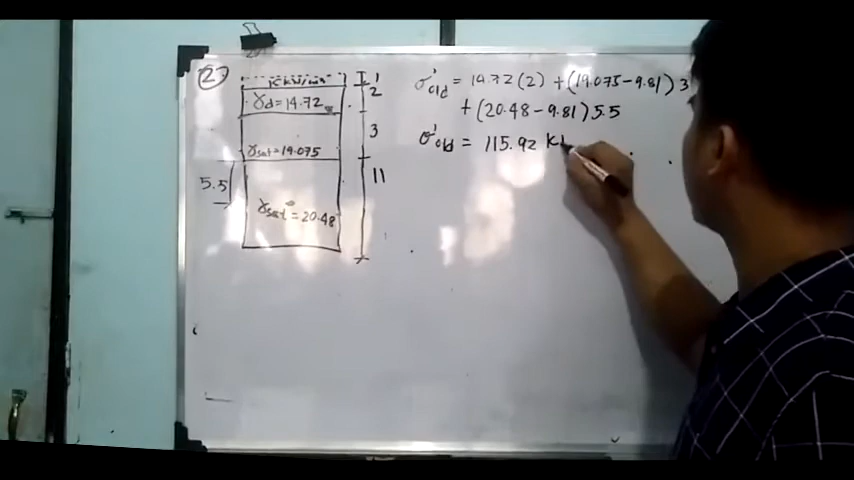 2
1
2
γd = 14.72
3
γsat = 19.075
5.5
11
γsat = 20.48
σ'old = 14.72(2) + (19.075-9.81)3
+ (20.48-9.81)5.5
σ'old = 115.92 k